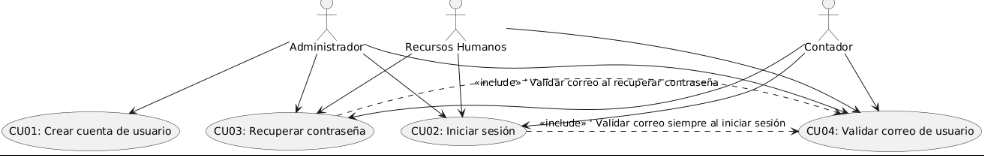 Administrador
Recursos Humanos
Contador
«include» ' Validar correo al recuperar contraseña
«include» ' Validar correo siempre al iniciar sesión
CU01: Crear cuenta de usuario
CU03: Recuperar contraseña
CU02: Iniciar sesión
CU04: Validar correo de usuario